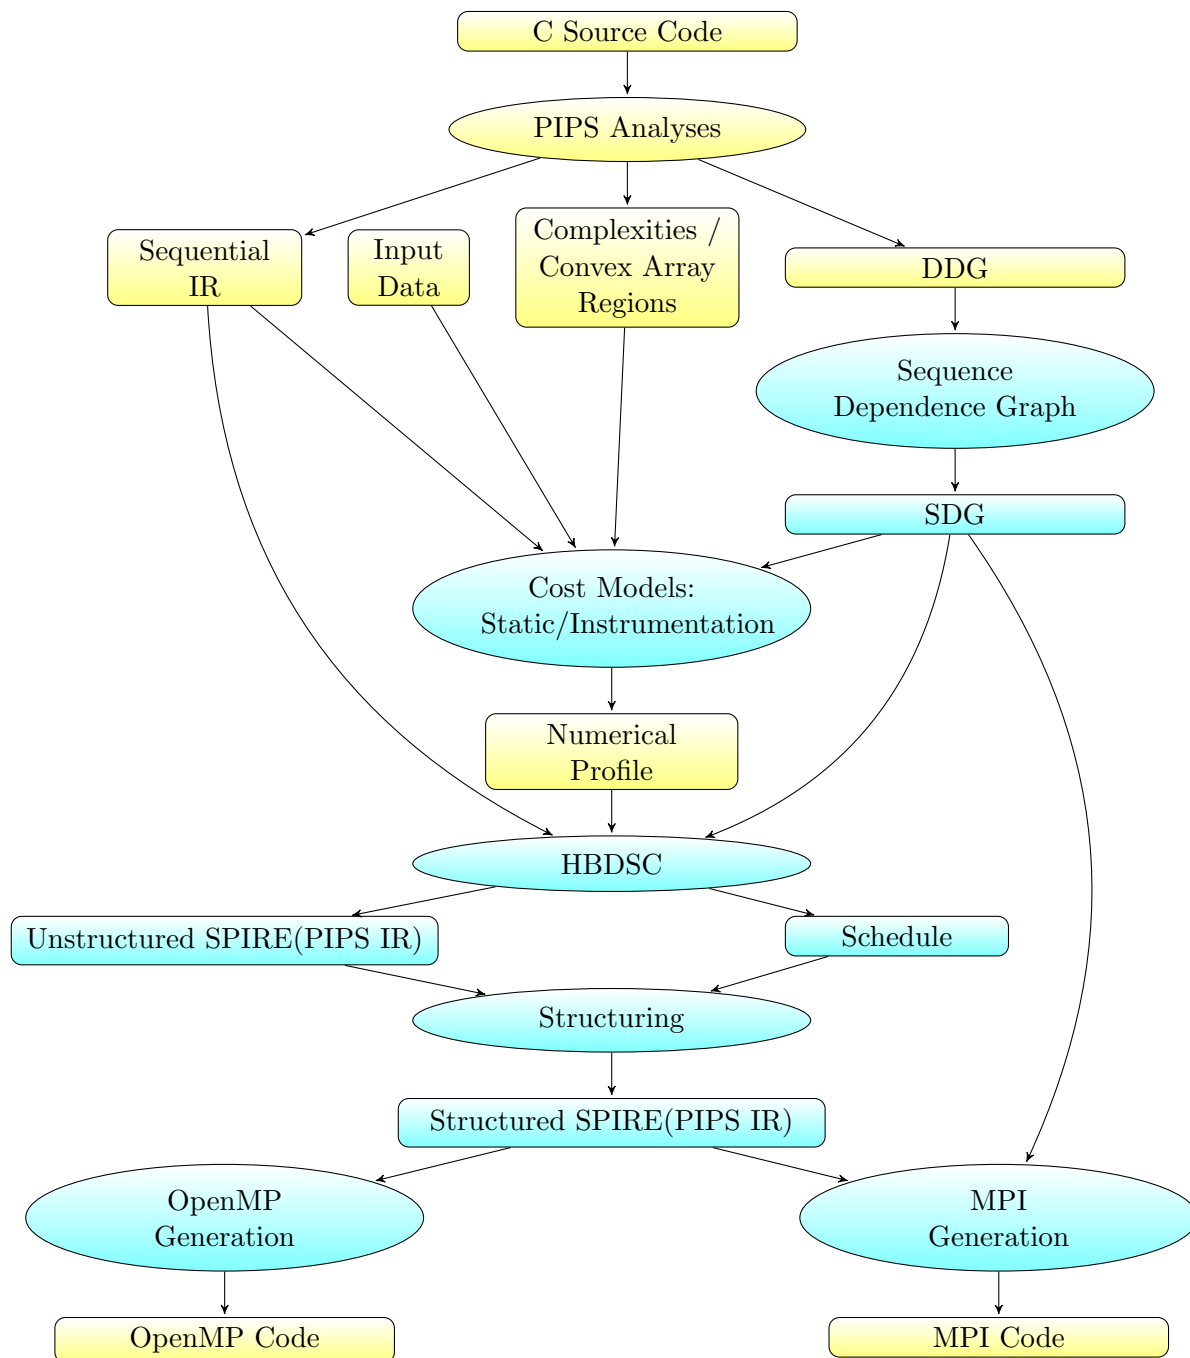 C Source Code
PIPS Analyses
Sequential
IR
Input
Data
Complexities /
Convex Array
Regions
DDG
Sequence
Dependence Graph
SDG
Cost Models:
Static/Instrumentation
Numerical
Profile
HBDSC
Unstructured SPIRE(PIPS IR)
Schedule
Structuring
Structured SPIRE(PIPS IR)
OpenMP
Generation
MPI
Generation
OpenMP Code
MPI Code